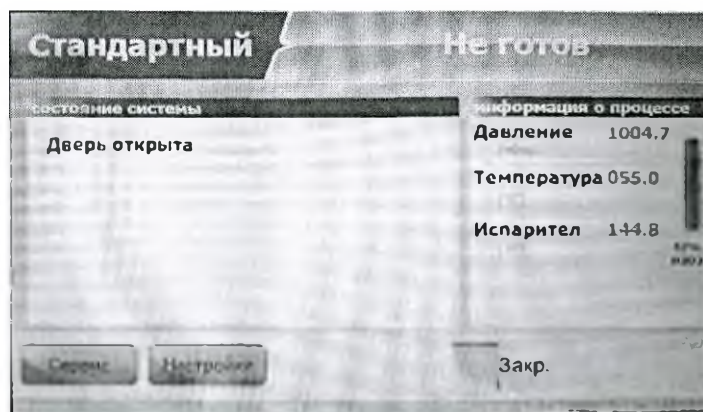 Стандартный
Не готов
состояние системы
Дверь открыта
информация о процессе
Давление 1004.7
Температура 055.0
Испарител 144.8
Сервис
Настройки
Закр.